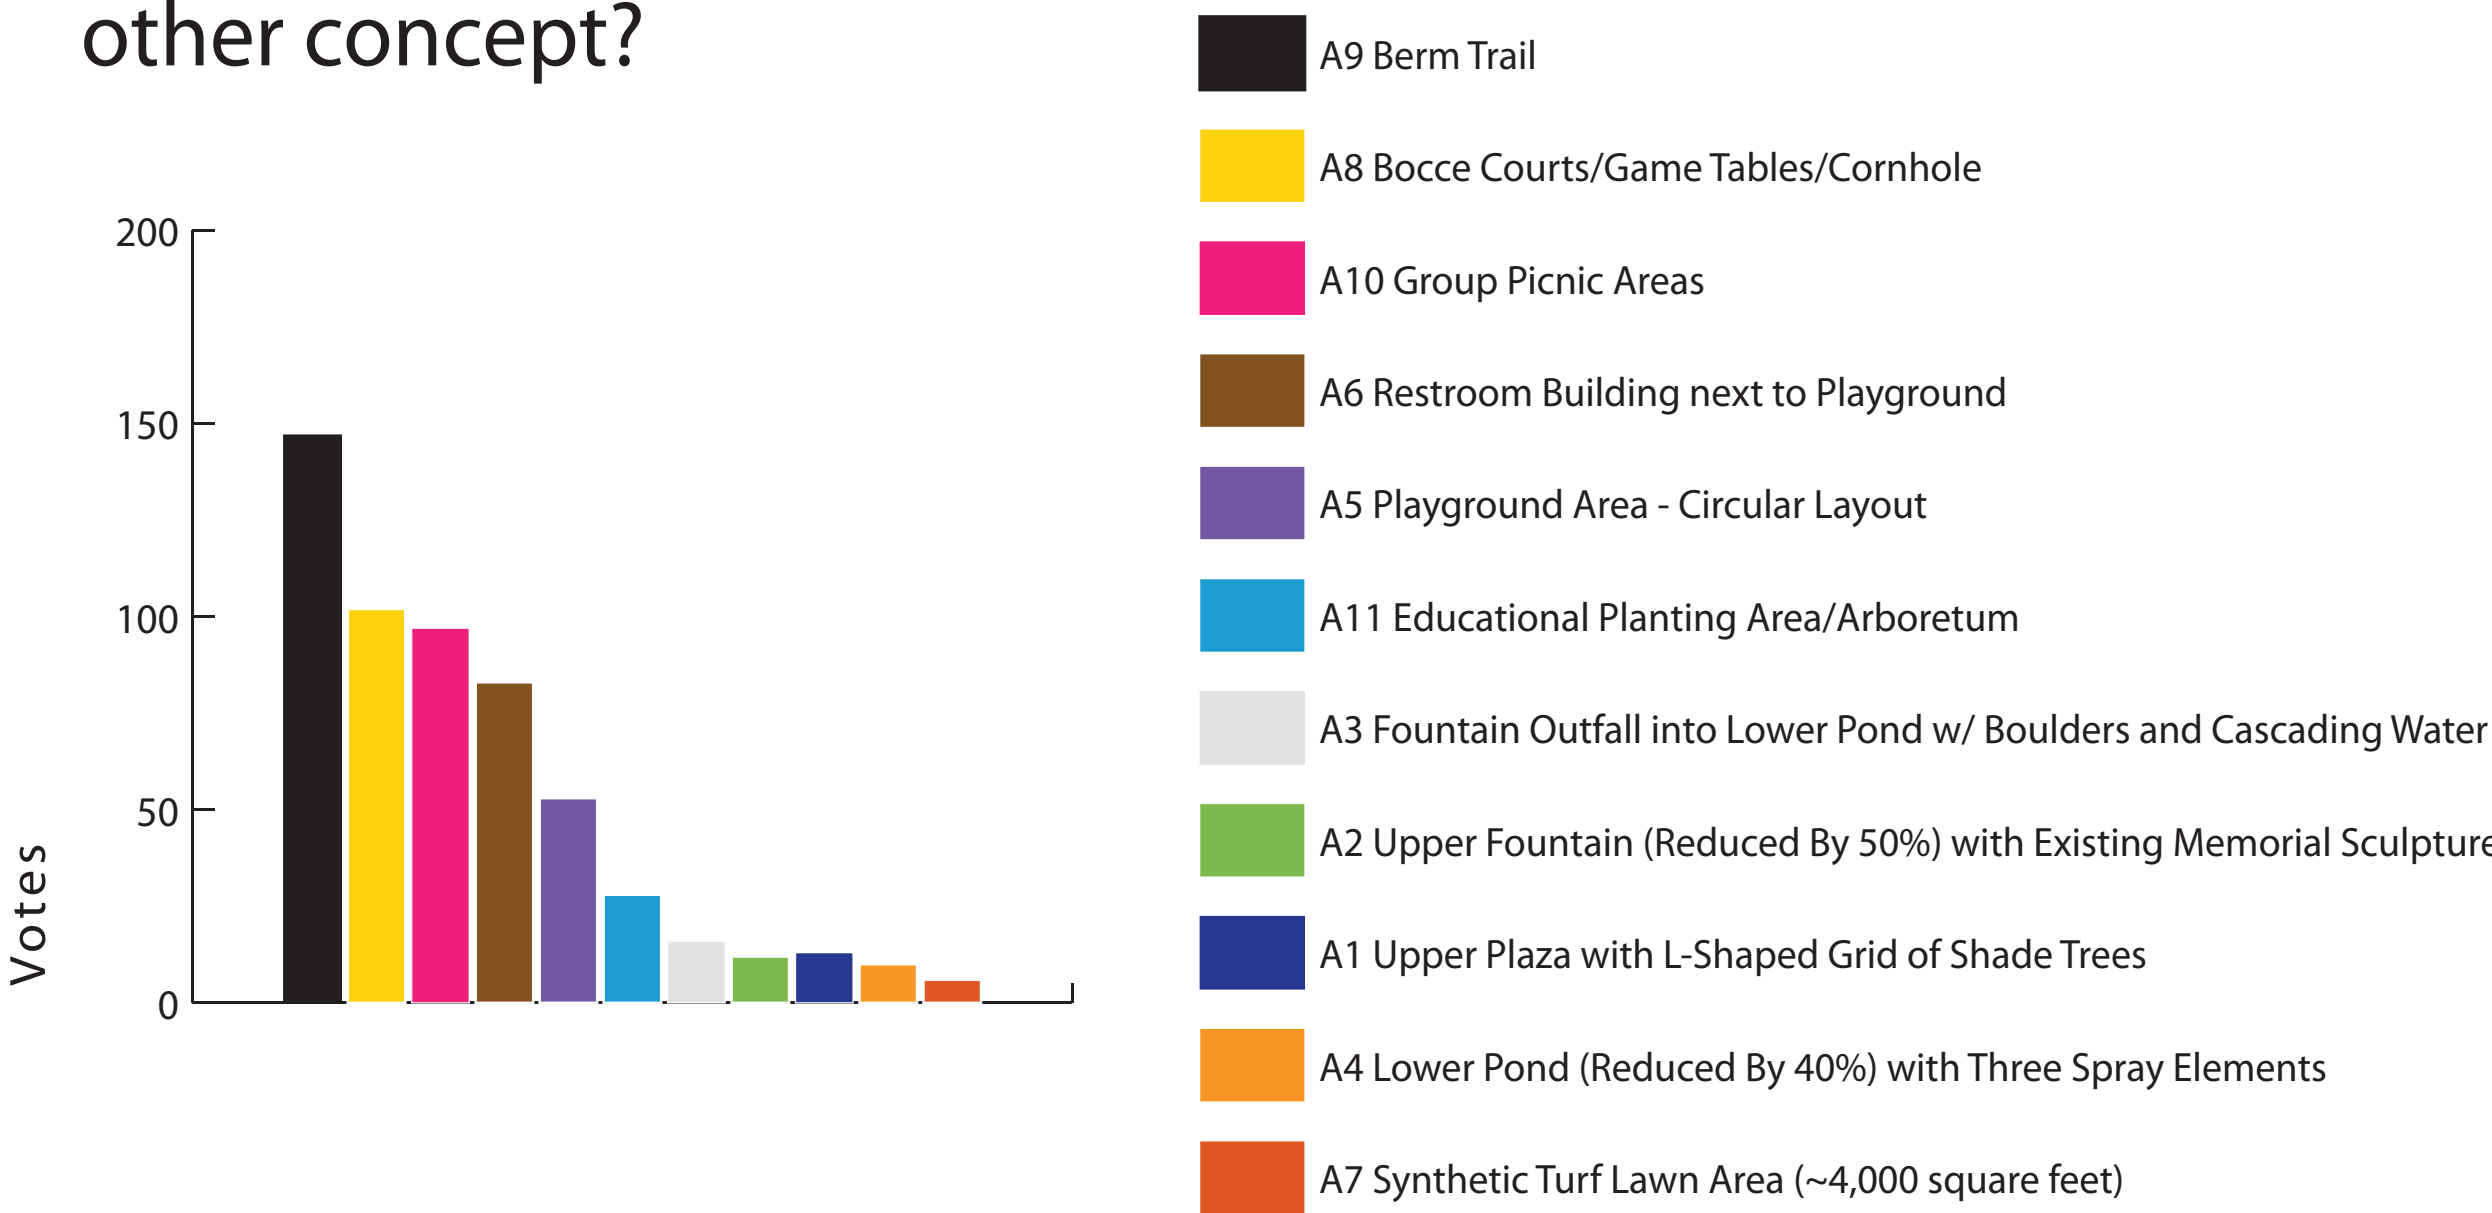 other concept?
200
150
100
50
0
Votes
A9 Berm Trail
A8 Bocce Courts/Game Tables/Cornhole
A10 Group Picnic Areas
A6 Restroom Building next to Playground
A5 Playground Area - Circular Layout
A11 Educational Planting Area/Arboretum
A3 Fountain Outfall into Lower Pond w/ Boulders and Cascading Water
A2 Upper Fountain (Reduced By 50%) with Existing Memorial Sculpture
A1 Upper Plaza with L-Shaped Grid of Shade Trees
A4 Lower Pond (Reduced By 40%) with Three Spray Elements
A7 Synthetic Turf Lawn Area (~4,000 square feet)